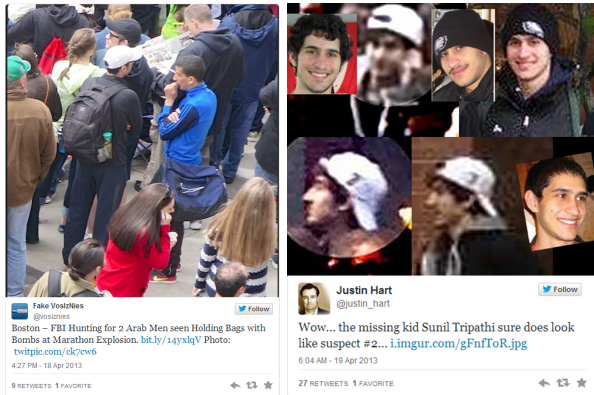 Fake VosIzNies
@vosiznies
Follow
Boston – FBI Hunting for 2 Arab Men seen Holding Bags with
Bombs at Marathon Explosion. bit.ly/14yxlqV Photo:
twitpic.com/ck7cw6
4:27 PM - 18 Apr 2013
9 RETWEETS 1 FAVORITE
Justin Hart
@justin_hart
Follow
Wow... the missing kid Sunil Tripathi sure does look
like suspect #2... i.imgur.com/gFnfToR.jpg
6:04 AM - 19 Apr 2013
27 RETWEETS 1 FAVORITE